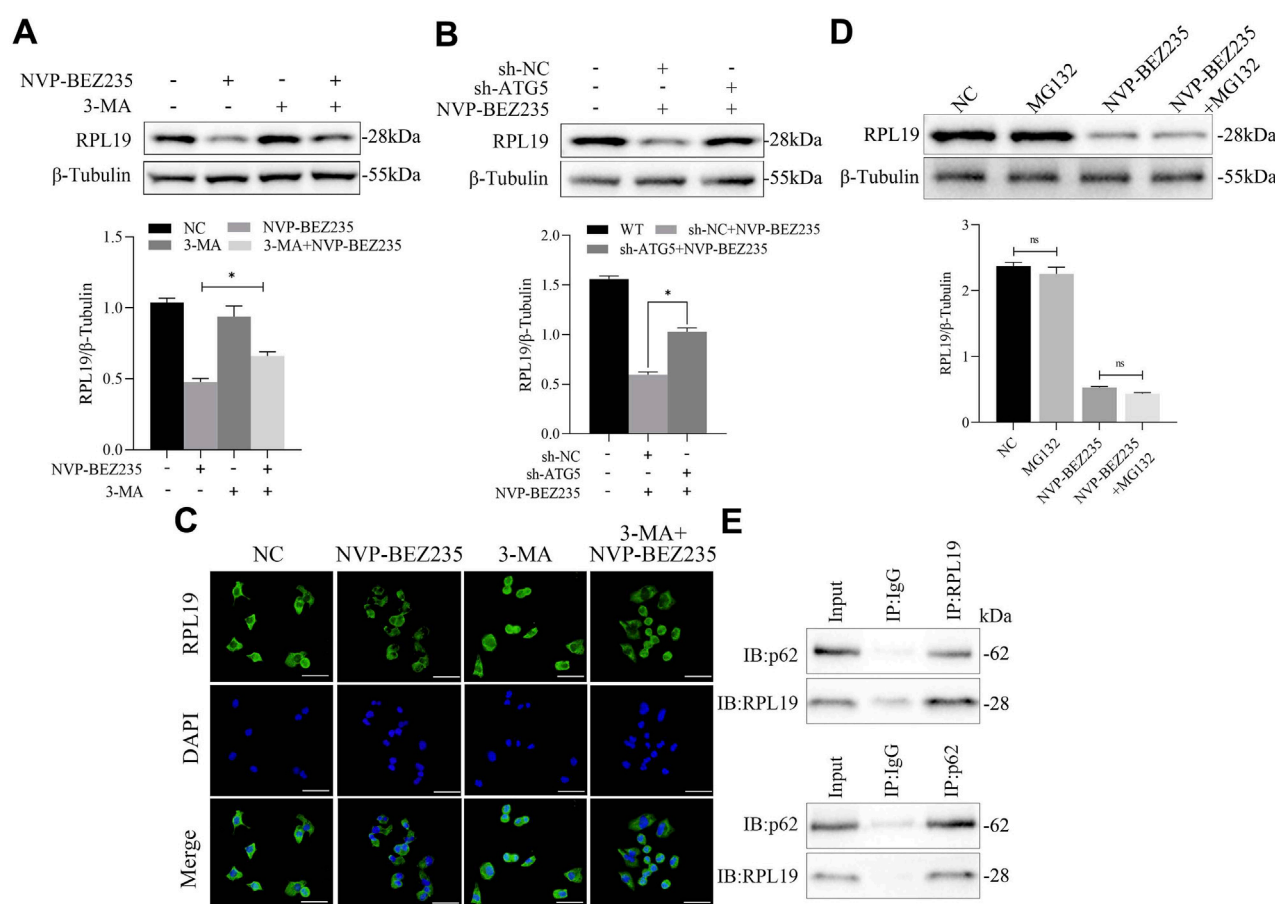 A
NVP-BEZ235 - + - +
3-MA - - + +
RPL19 -28kDa
β-Tubulin -55kDa
NC NVP-BEZ235
3-MA 3-MA+NVP-BEZ235
RPL19/β-Tubulin
1.5
1.0
0.5
0.0
*
NVP-BEZ235 - + - +
3-MA - - + +
B
sh-NC - + -
sh-ATG5 - - +
NVP-BEZ235 - + +
RPL19 -28kDa
β-Tubulin -55kDa
WT sh-NC+NVP-BEZ235
sh-ATG5+NVP-BEZ235
RPL19/β-Tubulin
2.0
1.5
1.0
0.5
0.0
*
sh-NC - + -
sh-ATG5 - - +
NVP-BEZ235 - + +
D
NC
MG132
NVP-BEZ235
NVP-BEZ235
+MG132
RPL19 -28kDa
β-Tubulin -55kDa
RPL19/β-Tubulin
3
2
1
0
ns
ns
NC
MG132
NVP-BEZ235
NVP-BEZ235
+MG132
C
NC
NVP-BEZ235
3-MA
3-MA+
NVP-BEZ235
RPL19
DAPI
Merge
E
Input
IP:IgG
IP:RPL19
kDa
IB:p62 -62
IB:RPL19 -28
Input
IP:IgG
IP:p62
IB:p62 -62
IB:RPL19 -28